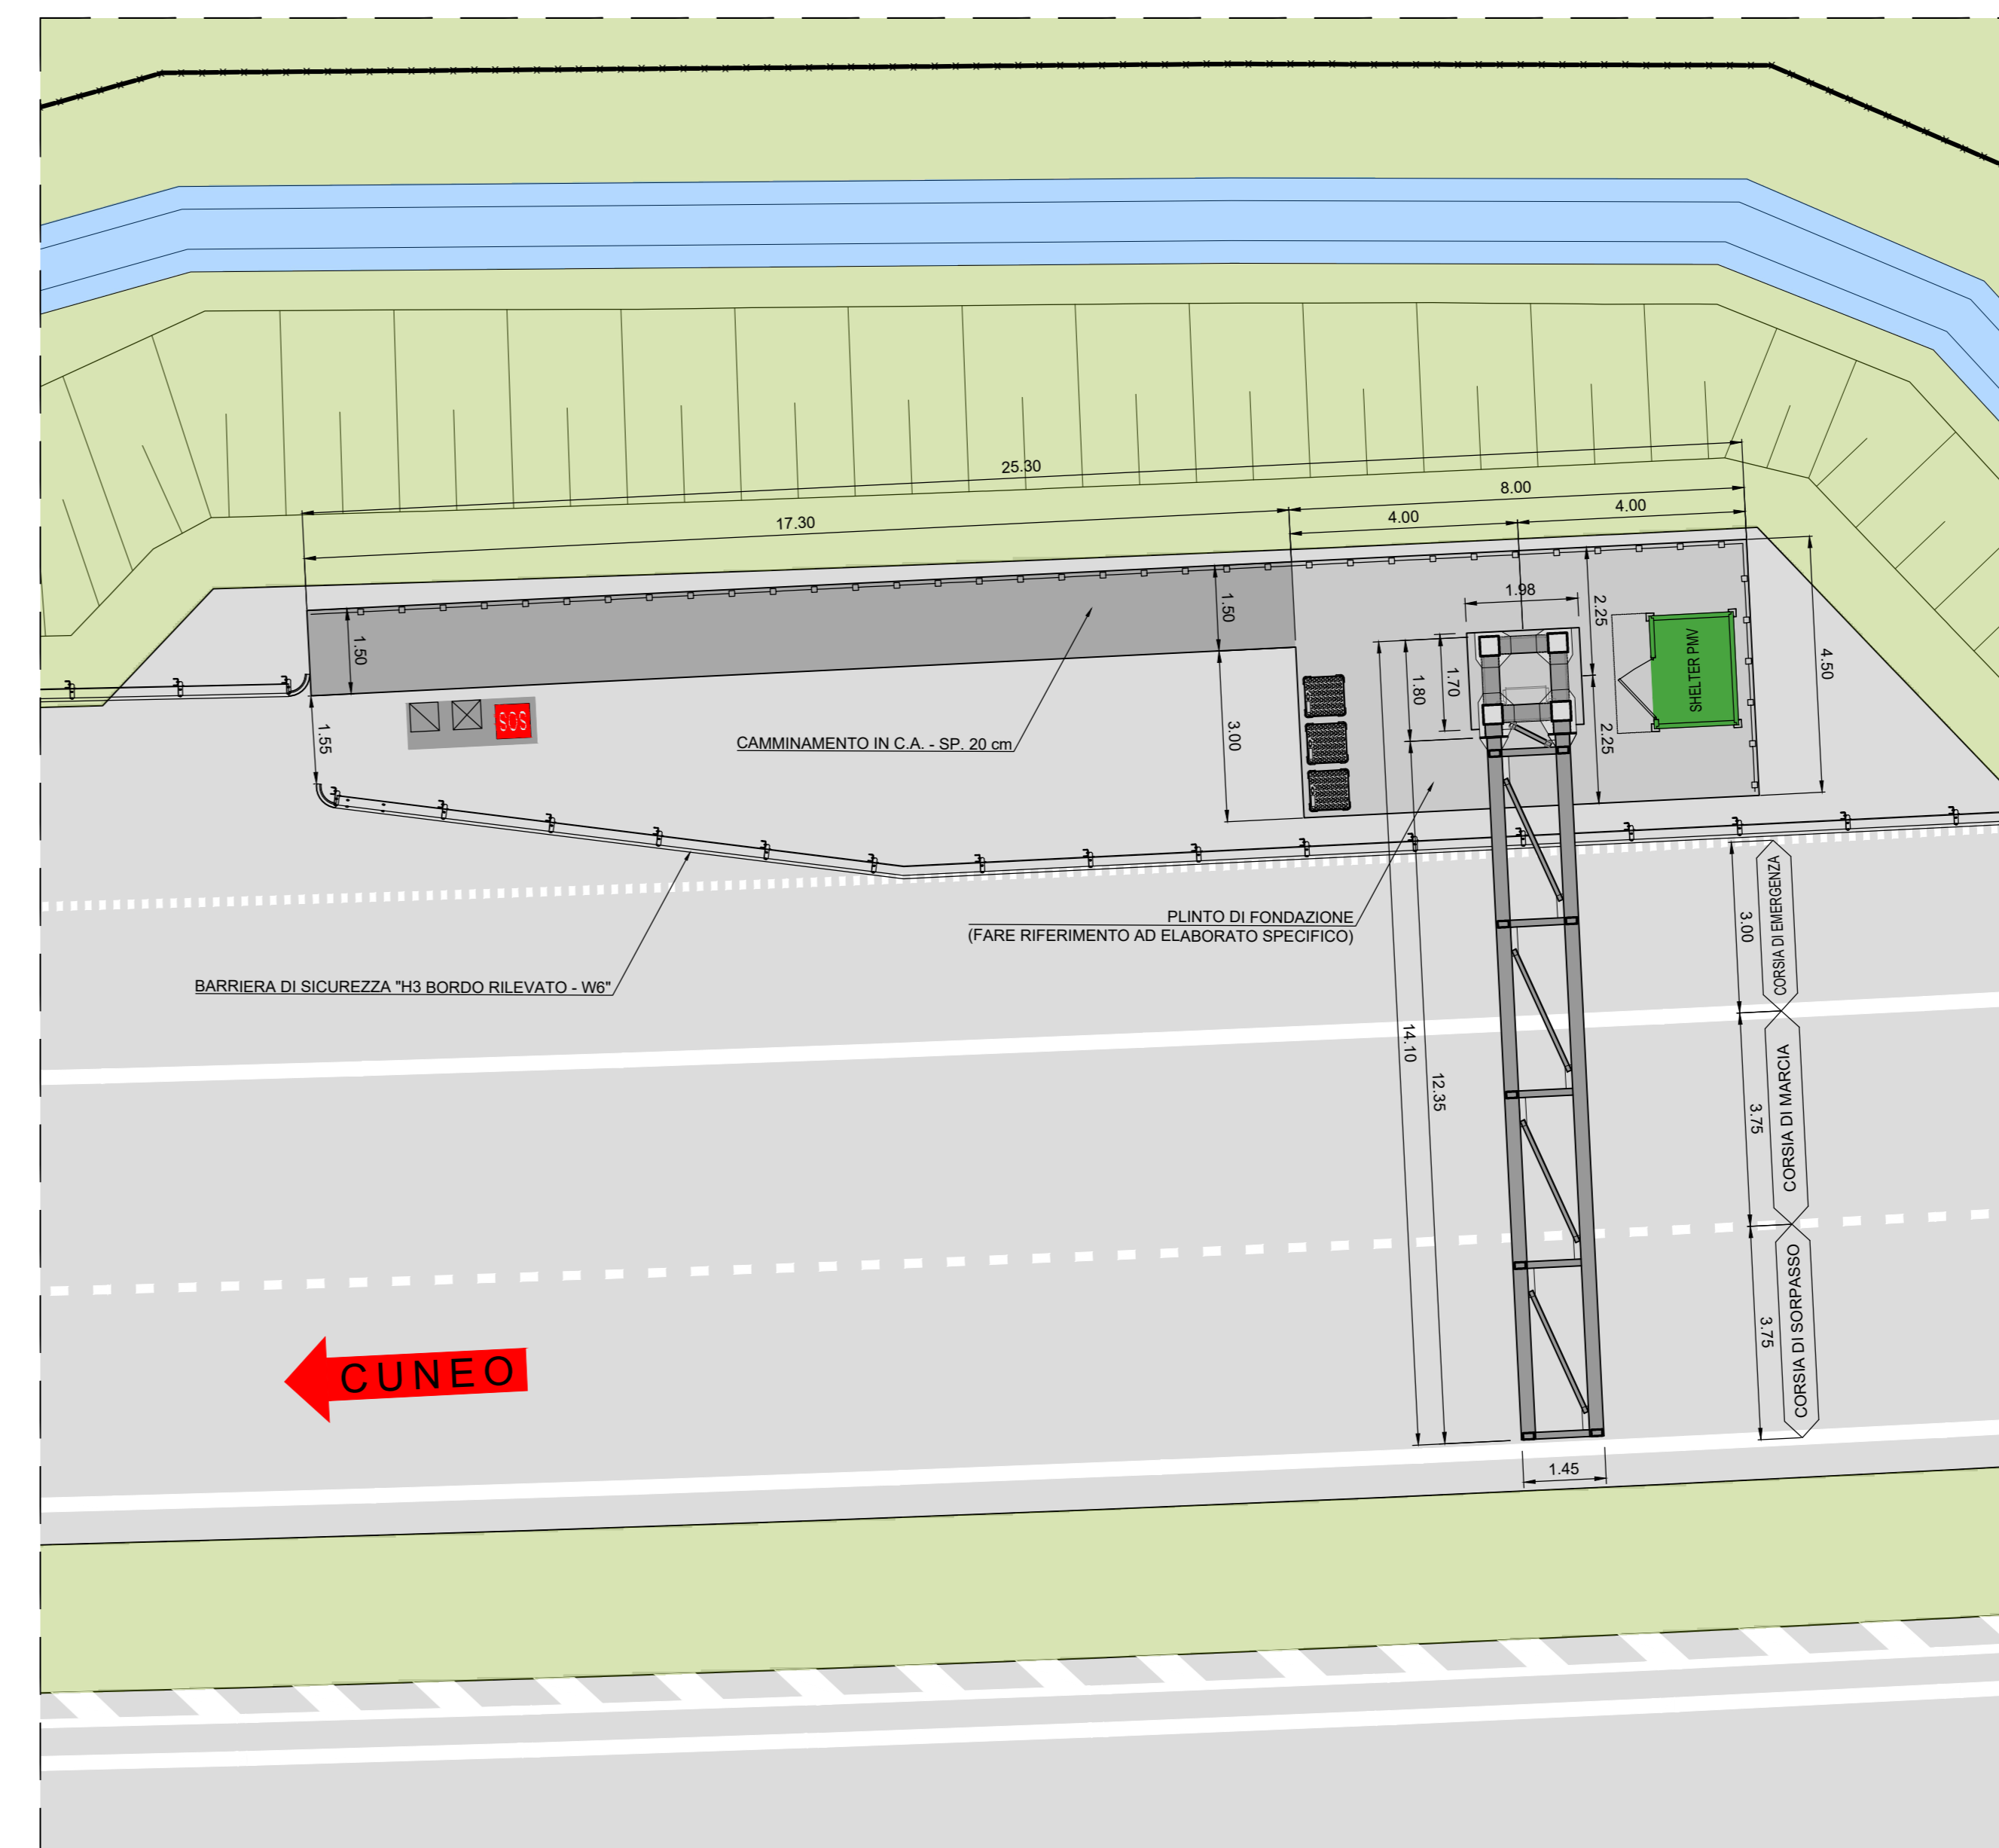 25.30
8.00
17.30
4.00
4.00
1.98
2.25
1.50
1.50
4.50
SHELTER PMV
1.70
1.80
2.25
3.00
1.55
SOS
CAMMINAMENTO IN C.A. - SP. 20 cm
PLINTO DI FONDAZIONE
(FARE RIFERIMENTO AD ELABORATO SPECIFICO)
3.00
CORSIA DI EMERGENZA
BARRIERA DI SICUREZZA "H3 BORDO RILEVATO - W6"
14.10
12.35
3.75
CORSIA DI MARCIA
3.75
CORSIA DI SORPASSO
CUNEO
1.45